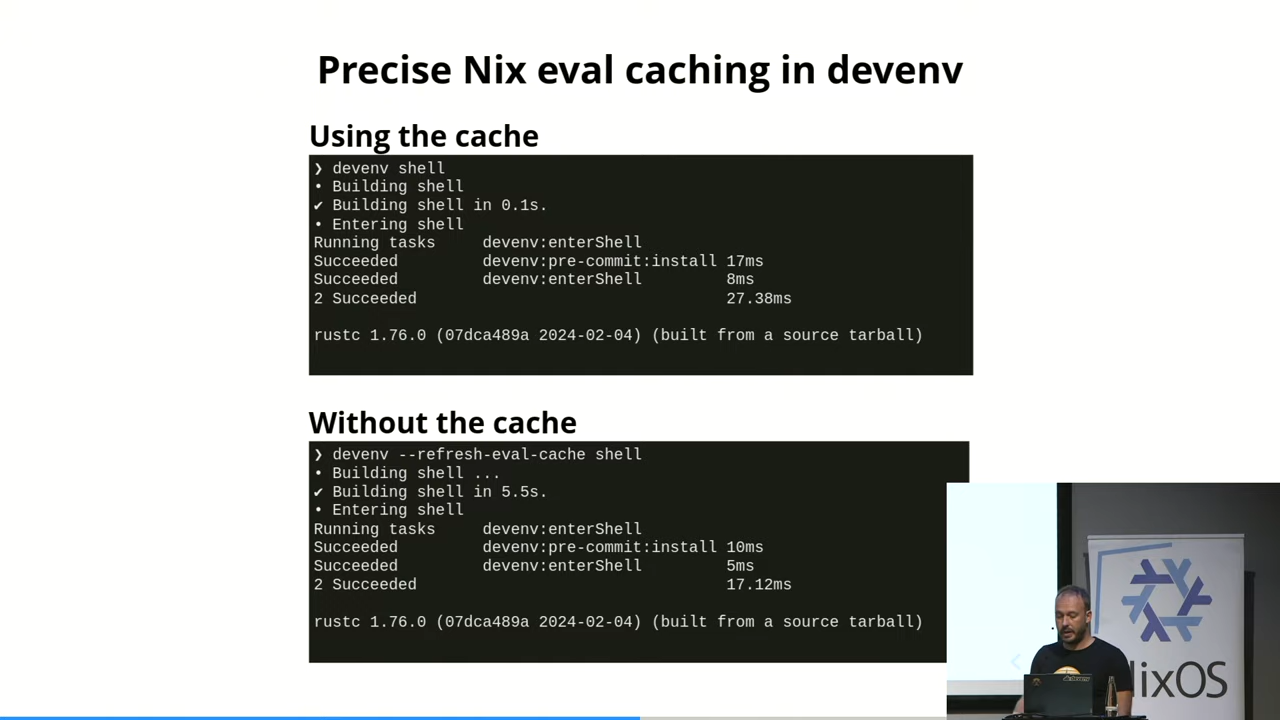 Precise Nix eval caching in devenv
Using the cache
❯ devenv shell
• Building shell
✔ Building shell in 0.1s.
• Entering shell
Running tasks     devenv:enterShell
Succeeded         devenv:pre-commit:install 17ms
Succeeded         devenv:enterShell         8ms
2 Succeeded                                 27.38ms
rustc 1.76.0 (07dca489a 2024-02-04) (built from a source tarball)
Without the cache
❯ devenv --refresh-eval-cache shell
• Building shell ...
✔ Building shell in 5.5s.
• Entering shell
Running tasks     devenv:enterShell
Succeeded         devenv:pre-commit:install 10ms
Succeeded         devenv:enterShell         5ms
2 Succeeded                                 17.12ms
rustc 1.76.0 (07dca489a 2024-02-04) (built from a source tarball)
lixOS